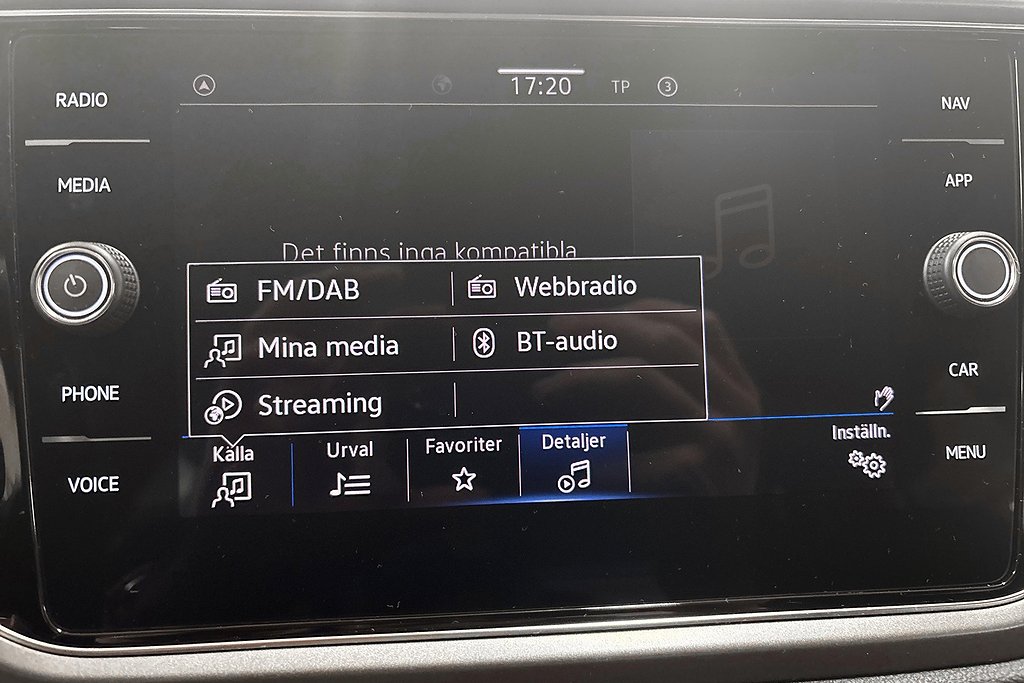 RADIO
MEDIA
PHONE
VOICE
17:20 TP 3
Det finns inga kompatibla
FM/DAB
Webbradio
Mina media
BT-audio
Streaming
Källa
Urval
Favoriter
Detaljer
Inställn.
NAV
APP
CAR
MENU